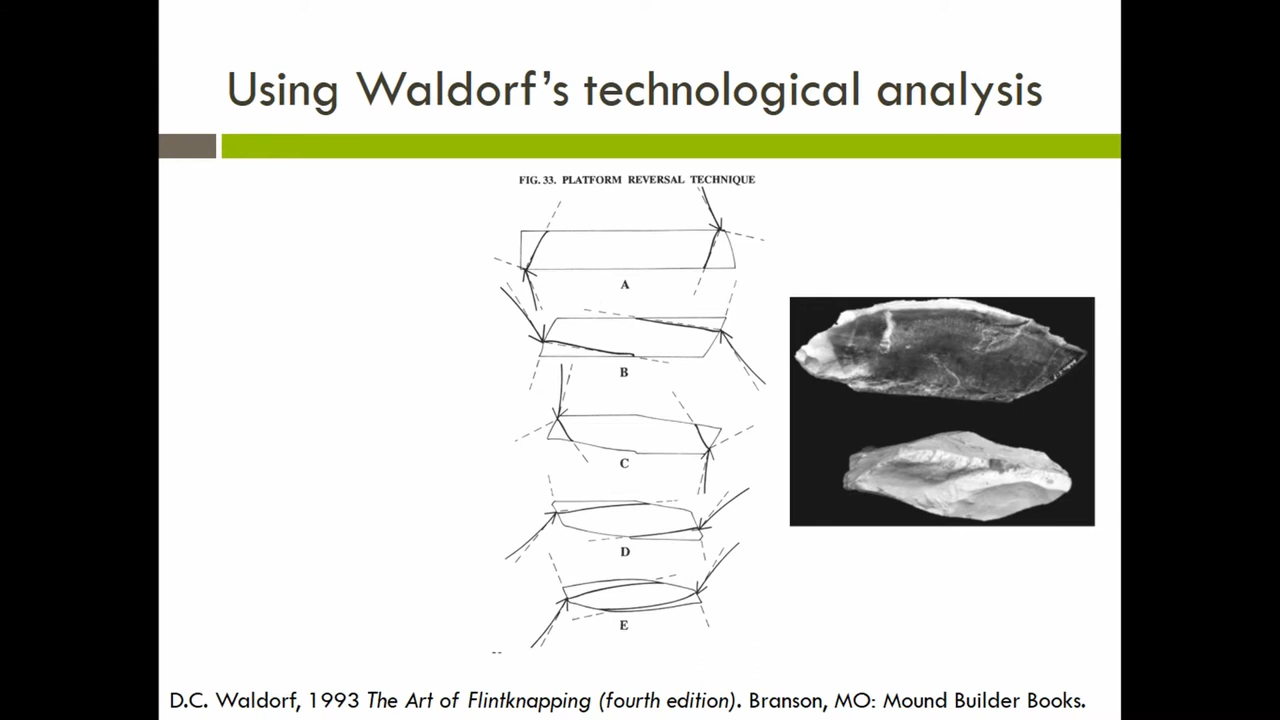 Using Waldorf's technological analysis
FIG. 33. PLATFORM REVERSAL TECHNIQUE
A
B
C
D
E
D.C. Waldorf, 1993 The Art of Flintknapping (fourth edition). Branson, MO: Mound Builder Books.